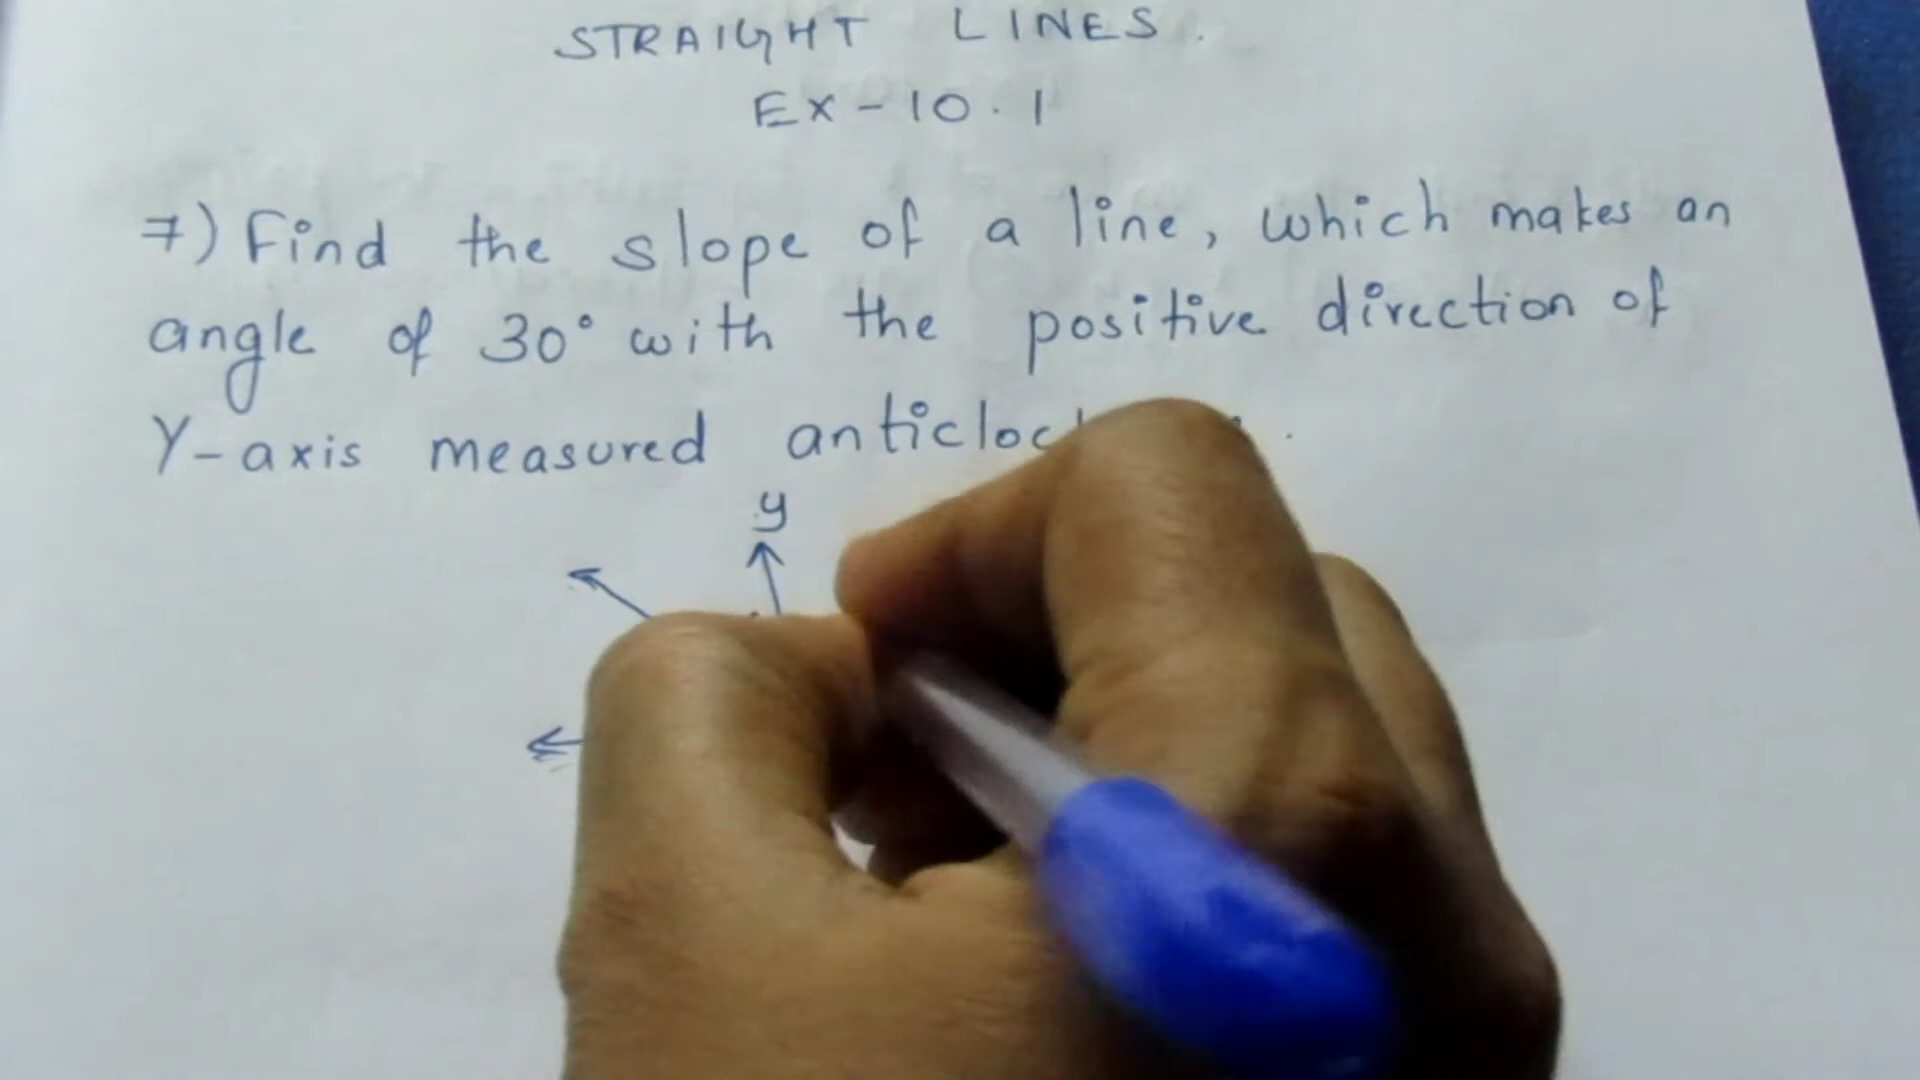 STRAIGHT LINES.
EX-10.1
7) Find the slope of a line, which makes an
angle of 30° with the positive direction of
Y-axis measured
y